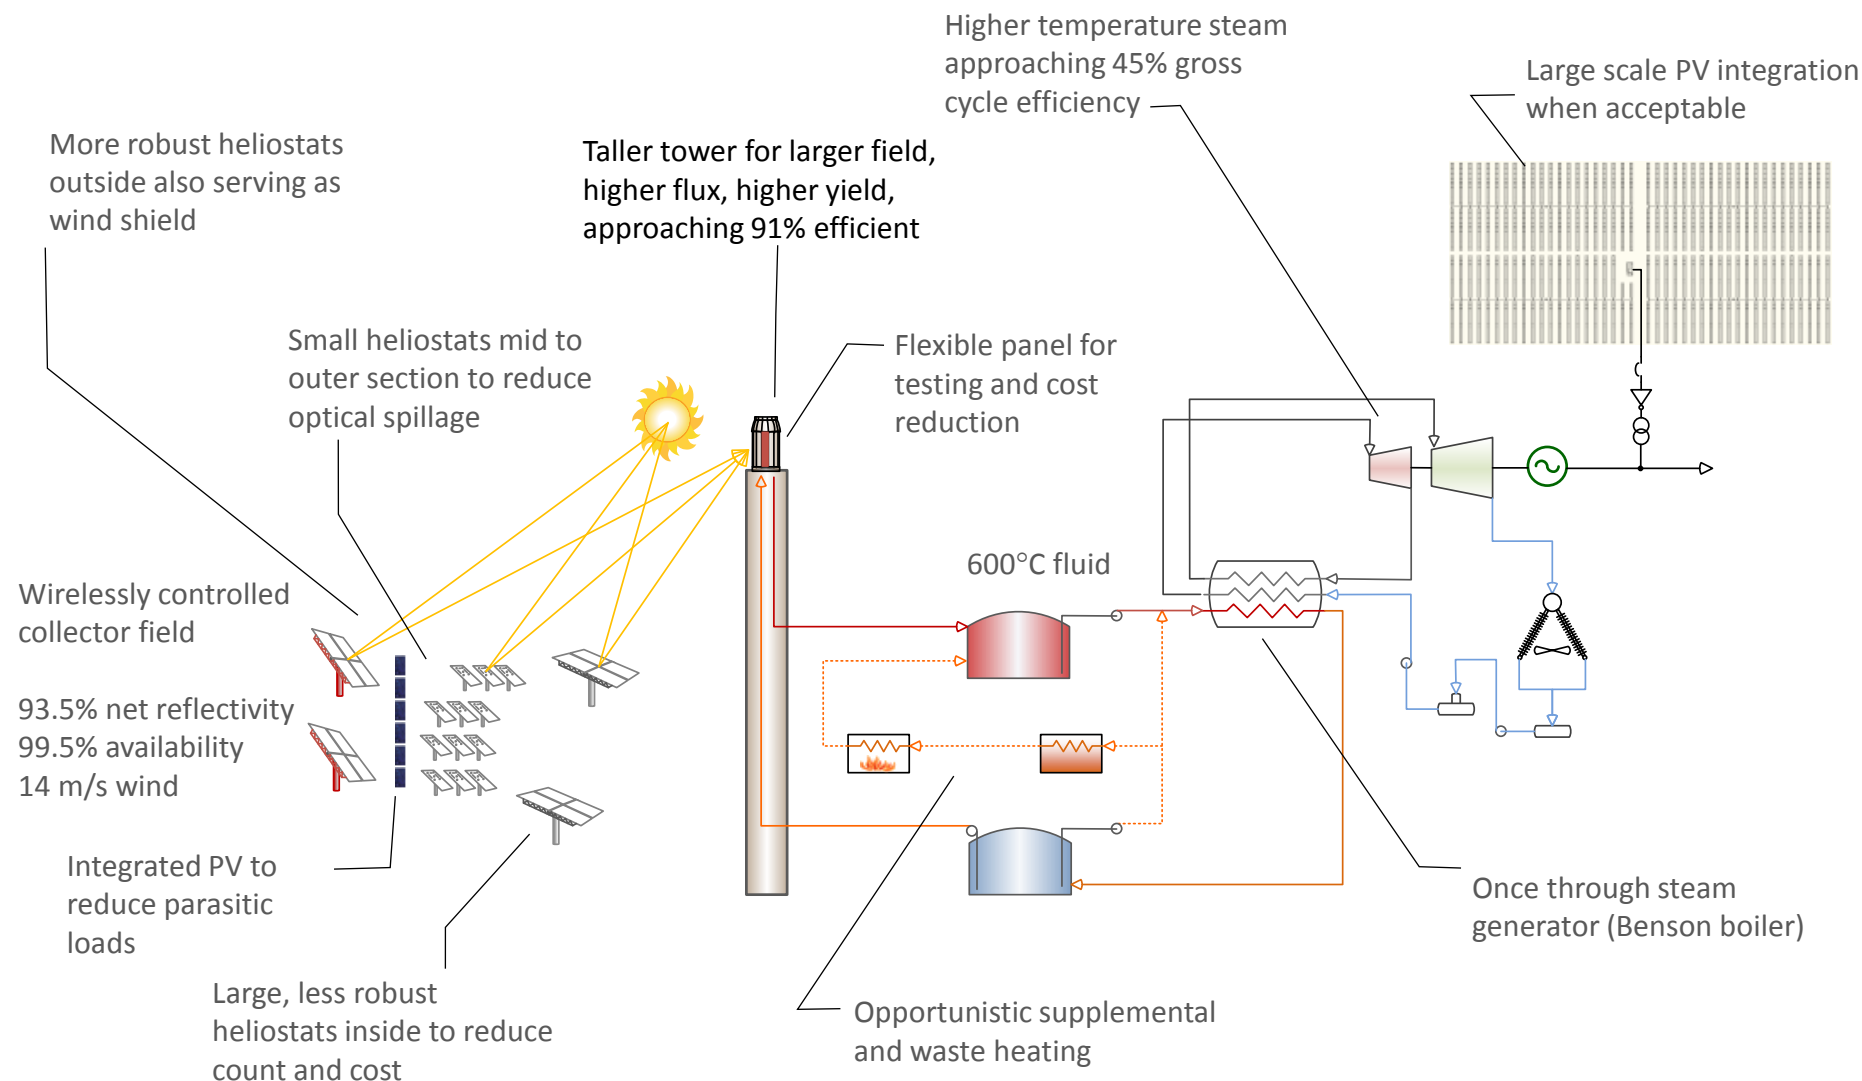 Higher temperature steam
approaching 45% gross
cycle efficiency
Large scale PV integration
when acceptable
More robust heliostats
outside also serving as
wind shield
Taller tower for larger field,
higher flux, higher yield,
approaching 91% efficient
Small heliostats mid to
outer section to reduce
optical spillage
Flexible panel for
testing and cost
reduction
600°C fluid
Wirelessly controlled
collector field
93.5% net reflectivity
99.5% availability
14 m/s wind
Integrated PV to
reduce parasitic
loads
Once through steam
generator (Benson boiler)
Large, less robust
heliostats inside to reduce
count and cost
Opportunistic supplemental
and waste heating